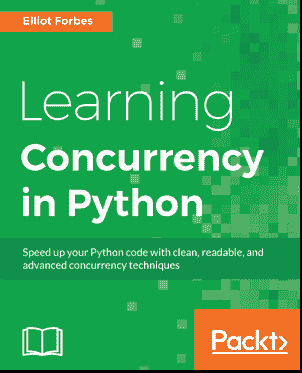 Elliot Forbes
Learning
Concurrency
in Python
Speed up your Python code with clean, readable, and
advanced concurrency techniques
Packt>